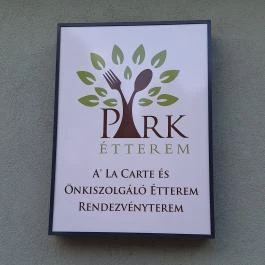 PARK
ÉTTEREM
A' LA CARTE ÉS
ÖNKISZOLGÁLÓ ÉTTEREM
RENDEZVÉNYTEREM